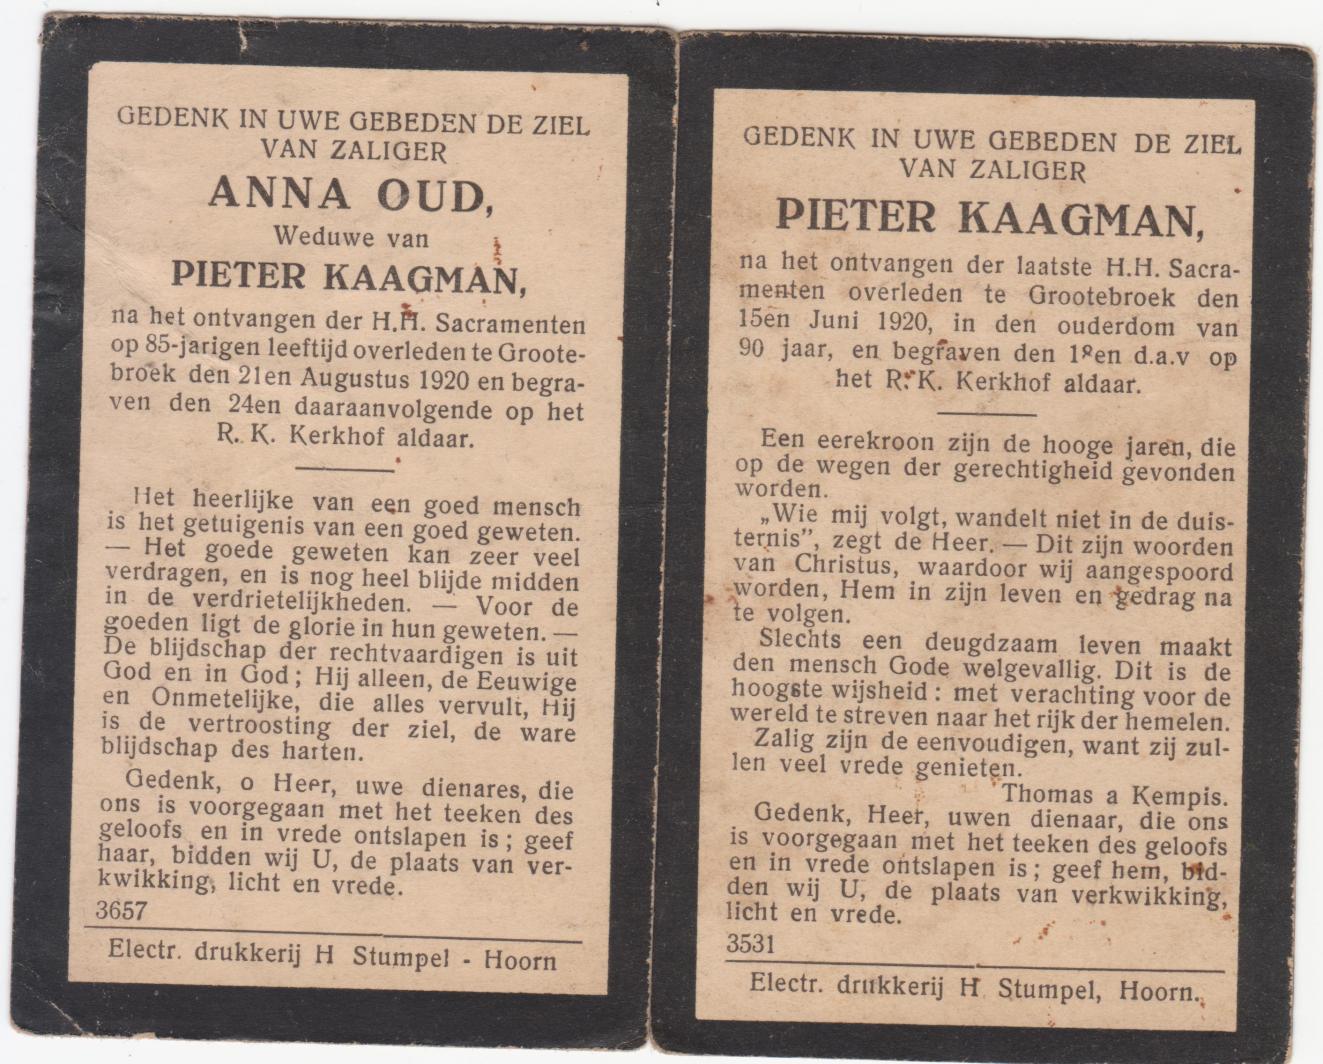 GEDENK IN UWE GEBEDEN DE ZIEL
VAN ZALIGER
ANNA OUD,
Weduwe van
PIETER KAAGMAN,
na het ontvangen der H.H. Sacramenten
op 85-jarigen leeftijd overleden te Groote-
broek den 21en Augustus 1920 en begra-
ven den 24en daaraanvolgende op het
R. K. Kerkhof aldaar.
Het heerlijke van een goed mensch
is het getuigenis van een goed geweten.
— Het goede geweten kan zeer veel
verdragen, en is nog heel blijde midden
in de verdrietelijkheden. — Voor de
goeden ligt de glorie in hun geweten. —
De blijdschap der rechtvaardigen is uit
God en in God; Hij alleen, de Eeuwige
en Onmetelijke, die alles vervult, Hij
is de vertroosting der ziel, de ware
blijdschap des harten.
Gedenk, o Heer, uwe dienares, die
ons is voorgegaan met het teeken des
geloofs en in vrede ontslapen is; geef
haar, bidden wij U, de plaats van ver-
kwikking, licht en vrede.
3657
Electr. drukkerij H Stumpel - Hoorn
GEDENK IN UWE GEBEDEN DE ZIEL
VAN ZALIGER
PIETER KAAGMAN,
na het ontvangen der laatste H.H. Sacra-
menten overleden te Grootebroek den
15en Juni 1920, in den ouderdom van
90 jaar, en begraven den 18en d.a.v op
het R. K. Kerkhof aldaar.
Een eerekroon zijn de hooge jaren, die
op de wegen der gerechtigheid gevonden
worden.
„Wie mij volgt, wandelt niet in de duis-
ternis", zegt de Heer. — Dit zijn woorden
van Christus, waardoor wij aangespoord
worden, Hem in zijn leven en gedrag na
te volgen.
Slechts een deugdzaam leven maakt
den mensch Gode welgevallig. Dit is de
hoogste wijsheid: met verachting voor de
wereld te streven naar het rijk der hemelen.
Zalig zijn de eenvoudigen, want zij zul-
len veel vrede genieten.
Thomas a Kempis.
Gedenk, Heer, uwen dienaar, die ons
is voorgegaan met het teeken des geloofs
en in vrede ontslapen is; geef hem, bid-
den wij U, de plaats van verkwikking,
licht en vrede.
3531
Electr. drukkerij H Stumpel, Hoorn.